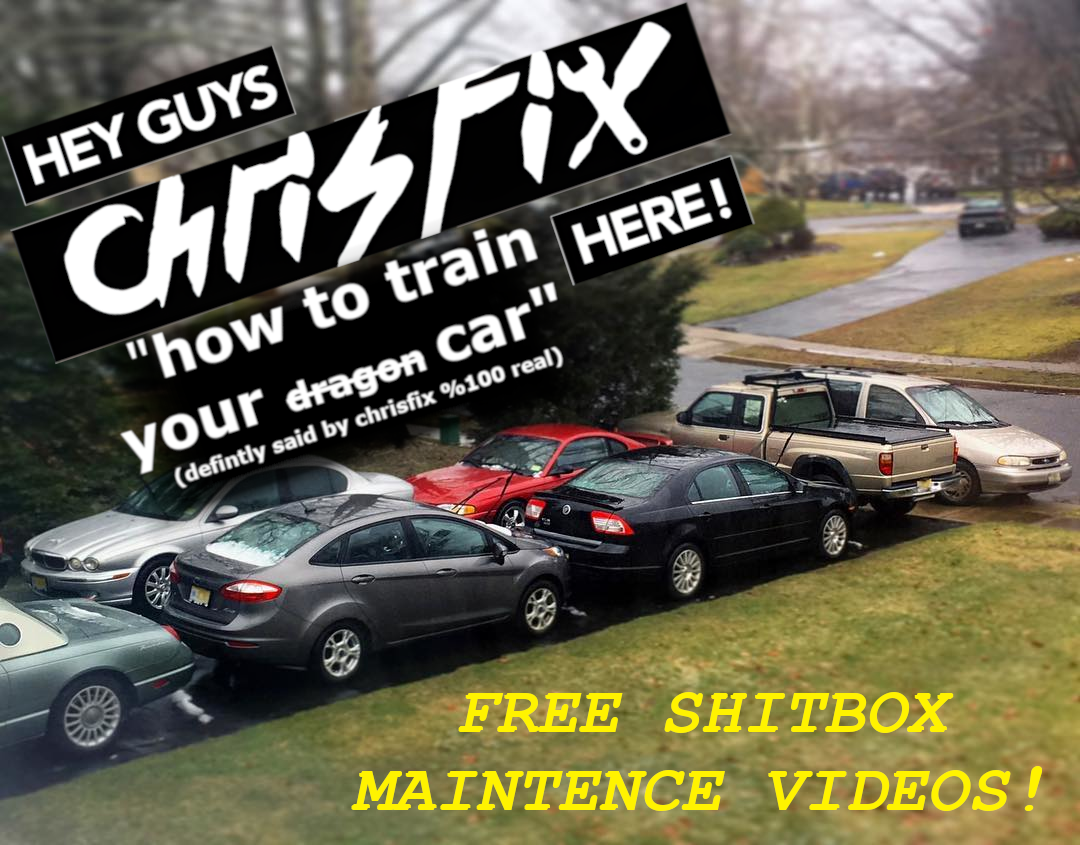 HEY GUYS
ChrisFix
HERE!
"how to train
your dragon car"
(defintly said by chrisfix %100 real)
FREE SHITBOX
MAINTENCE VIDEOS!